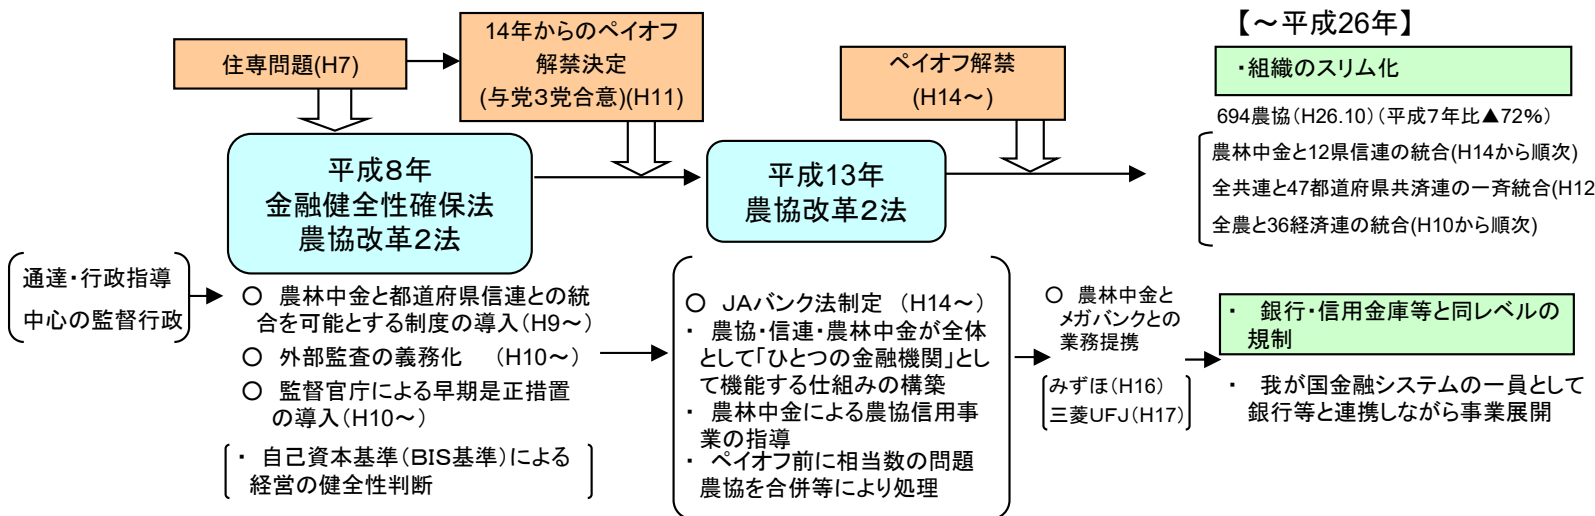 住専問題(H7)
14年からのペイオフ
解禁決定
(与党３党合意)(H11)
ペイオフ解禁
(H14～)
【～平成26年】
・組織のスリム化
694農協(H26.10)(平成７年比▲72%)
農林中金と12県信連の統合(H14から順次)
全共連と47都道府県共済連の一斉統合(H12
全農と36経済連の統合(H10から順次)
平成８年
金融健全性確保法
農協改革２法
平成13年
農協改革２法
通達・行政指導
中心の監督行政
○ 農林中金と都道府県信連との統
合を可能とする制度の導入(H9～)
○ 外部監査の義務化 (H10～)
○ 監督官庁による早期是正措置
の導入(H10～)
・ 自己資本基準(BIS基準)による
経営の健全性判断
○ JAバンク法制定 (H14～)
・ 農協・信連・農林中金が全体
として「ひとつの金融機関」とし
て機能する仕組みの構築
・ 農林中金による農協信用事
業の指導
・ ペイオフ前に相当数の問題
農協を合併等により処理
○ 農林中金と
メガバンクとの
業務提携
みずほ(H16)
三菱UFJ(H17)
・ 銀行・信用金庫等と同レベルの
規制
・ 我が国金融システムの一員として
銀行等と連携しながら事業展開